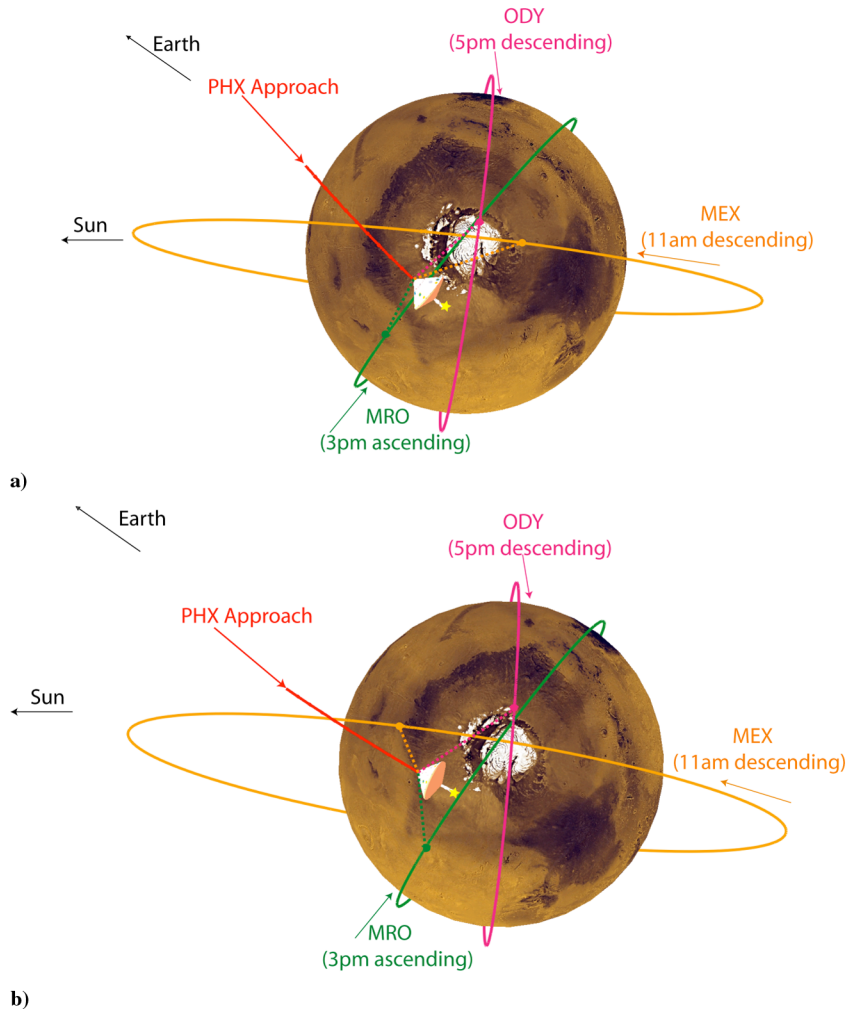 ODY
(5pm descending)
Earth
PHX Approach
Sun
MEX
(11am descending)
MRO
(3pm ascending)
a)
Earth
ODY
(5pm descending)
PHX Approach
Sun
MEX
(11am descending)
MRO
(3pm ascending)
b)